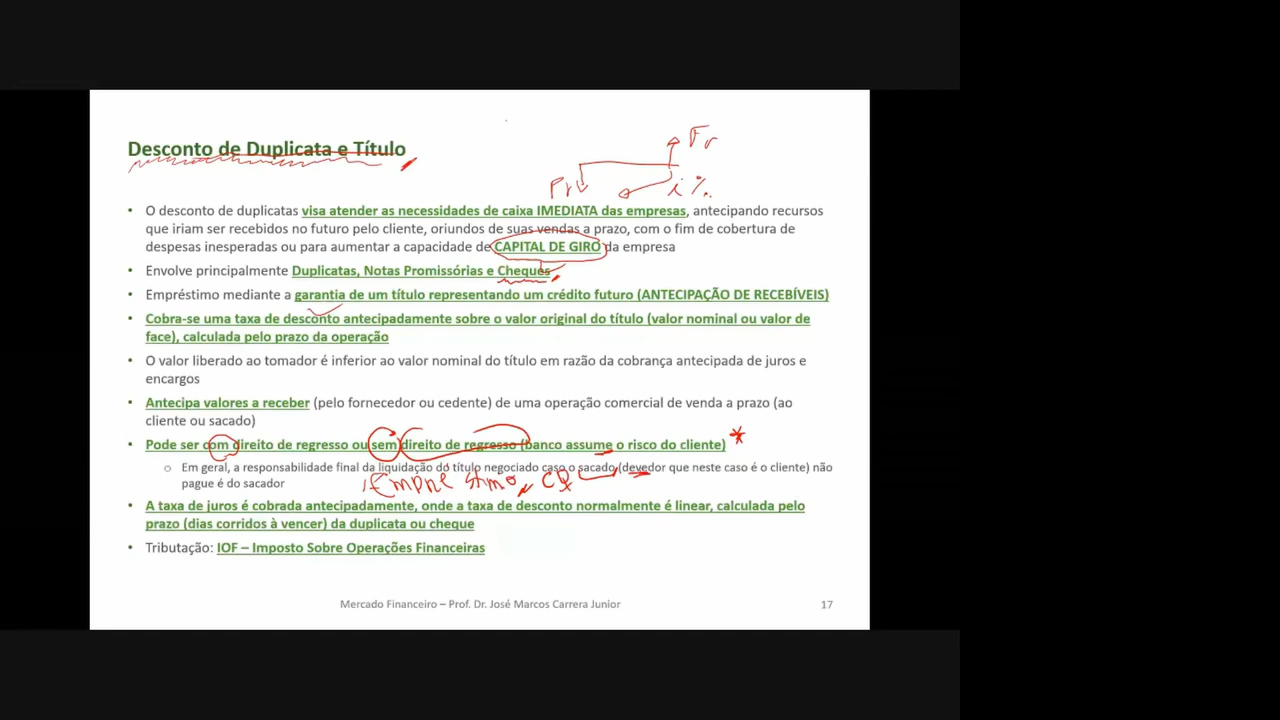 Desconto de Duplicata e Título
Fr
Pr i %
• O desconto de duplicatas visa atender as necessidades de caixa IMEDIATA das empresas, antecipando recursos
que iriam ser recebidos no futuro pelo cliente, oriundos de suas vendas a prazo, com o fim de cobertura de
despesas inesperadas ou para aumentar a capacidade de CAPITAL DE GIRO da empresa
• Envolve principalmente Duplicatas, Notas Promissórias e Cheques
• Empréstimo mediante a garantia de um título representando um crédito futuro (ANTECIPAÇÃO DE RECEBÍVEIS)
• Cobra-se uma taxa de desconto antecipadamente sobre o valor original do título (valor nominal ou valor de
face), calculada pelo prazo da operação
• O valor liberado ao tomador é inferior ao valor nominal do título em razão da cobrança antecipada de juros e
encargos
• Antecipa valores a receber (pelo fornecedor ou cedente) de uma operação comercial de venda a prazo (ao
cliente ou sacado)
• Pode ser com direito de regresso ou sem direito de regresso (banco assume o risco do cliente) *
o Em geral, a responsabilidade final da liquidação do título negociado caso o sacado (devedor que neste caso é o cliente) não
pague é do sacador
• A taxa de juros é cobrada antecipadamente, onde a taxa de desconto normalmente é linear, calculada pelo
prazo (dias corridos à vencer) da duplicata ou cheque
• Tributação: IOF – Imposto Sobre Operações Financeiras
Mercado Financeiro – Prof. Dr. José Marcos Carrera Junior 17